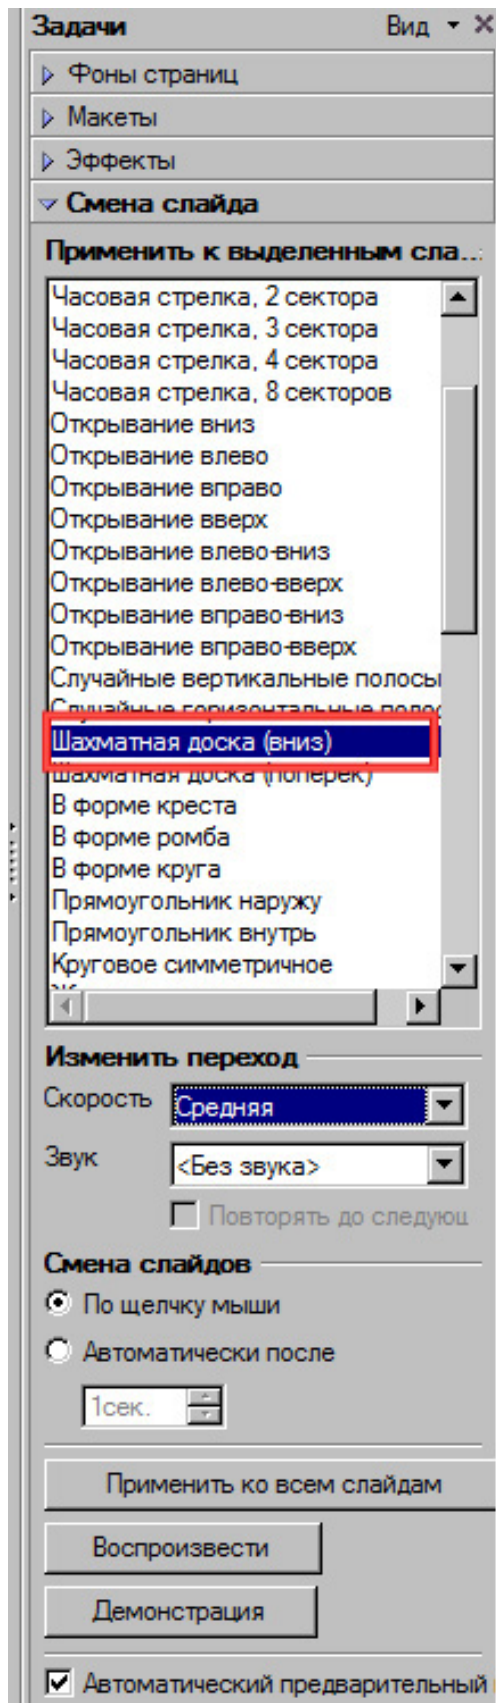 Задачи Вид
Фоны страниц
Макеты
Эффекты
Смена слайда
Применить к выделенным сла...
Часовая стрелка, 2 сектора
Часовая стрелка, 3 сектора
Часовая стрелка, 4 сектора
Часовая стрелка, 8 секторов
Открывание вниз
Открывание влево
Открывание вправо
Открывание вверх
Открывание влево-вниз
Открывание влево-вверх
Открывание вправо-вниз
Открывание вправо-вверх
Случайные вертикальные полосы
Случайные горизонтальные полос
Шахматная доска (вниз)
Шахматная доска (поперек)
В форме креста
В форме ромба
В форме круга
Прямоугольник наружу
Прямоугольник внутрь
Круговое симметричное
Изменить переход
Скорость Средняя
Звук <Без звука>
Повторять до следующ
Смена слайдов
По щелчку мыши
Автоматически после
1сек.
Применить ко всем слайдам
Воспроизвести
Демонстрация
Автоматический предварительный